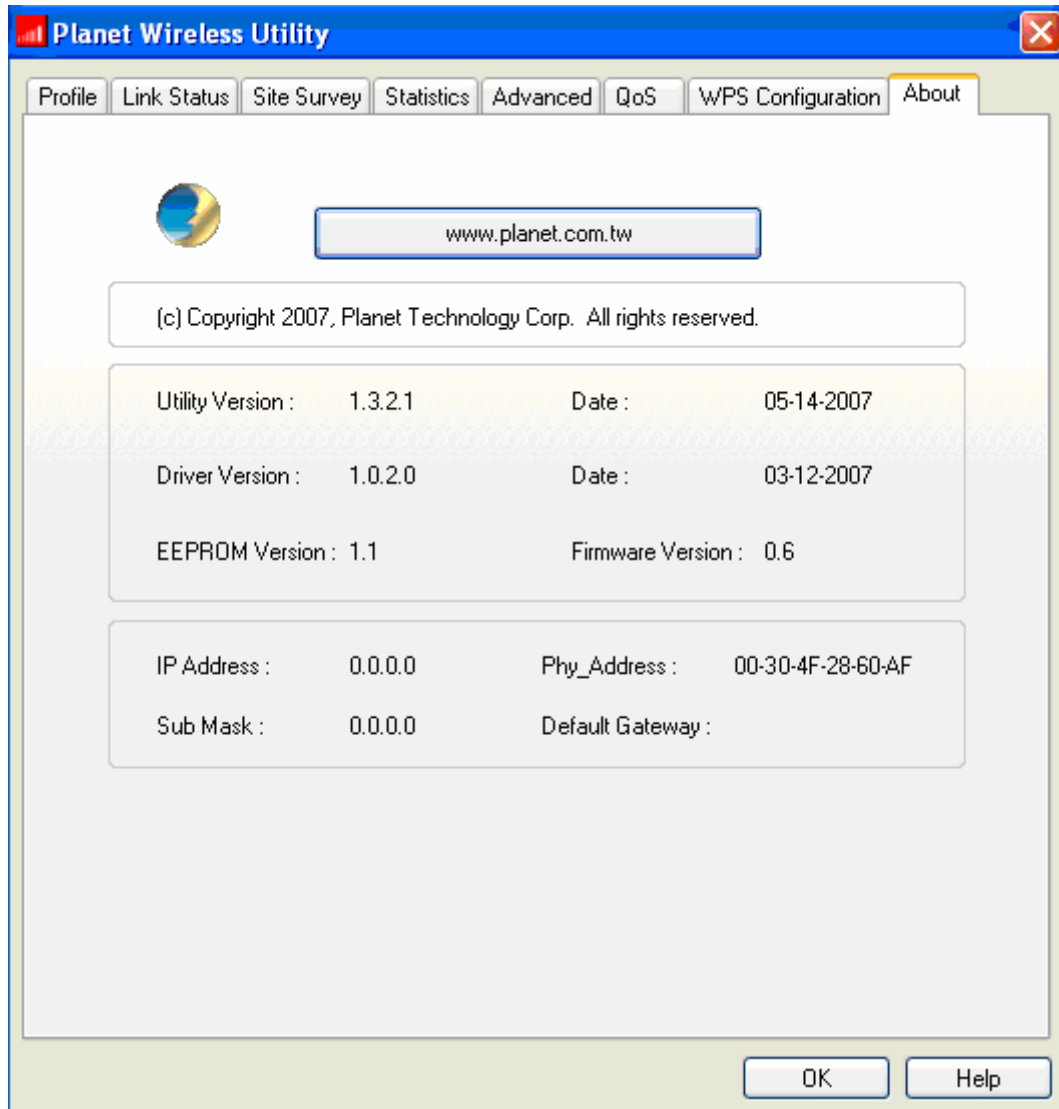 Planet Wireless Utility
Profile Link Status Site Survey Statistics Advanced QoS WPS Configuration About
www.planet.com.tw
(c) Copyright 2007, Planet Technology Corp. All rights reserved.
Utility Version : 1.3.2.1 Date : 05-14-2007
Driver Version : 1.0.2.0 Date : 03-12-2007
EEPROM Version : 1.1 Firmware Version : 0.6
IP Address : 0.0.0.0 Phy_Address : 00-30-4F-28-60-AF
Sub Mask : 0.0.0.0 Default Gateway :
OK Help